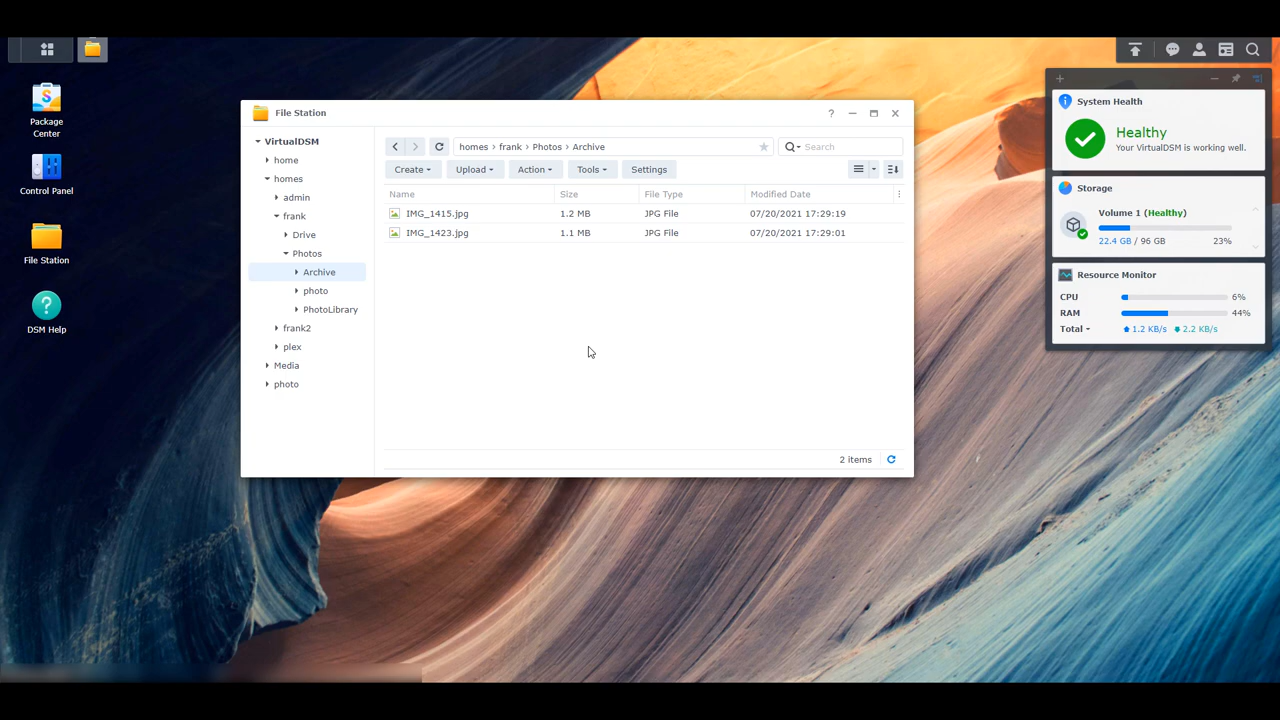 Package
Center
Control Panel
File Station
DSM Help
File Station
VirtualDSM
home
homes
admin
frank
Drive
Photos
Archive
photo
PhotoLibrary
frank2
plex
Media
photo
homes › frank › Photos › Archive
Search
Create Upload Action Tools Settings
Name Size File Type Modified Date
IMG_1415.jpg 1.2 MB JPG File 07/20/2021 17:29:19
IMG_1423.jpg 1.1 MB JPG File 07/20/2021 17:29:01
2 items
System Health
Healthy
Your VirtualDSM is working well.
Storage
Volume 1 (Healthy)
22.4 GB / 96 GB 23%
Resource Monitor
CPU 6%
RAM 44%
Total 1.2 KB/s 2.2 KB/s